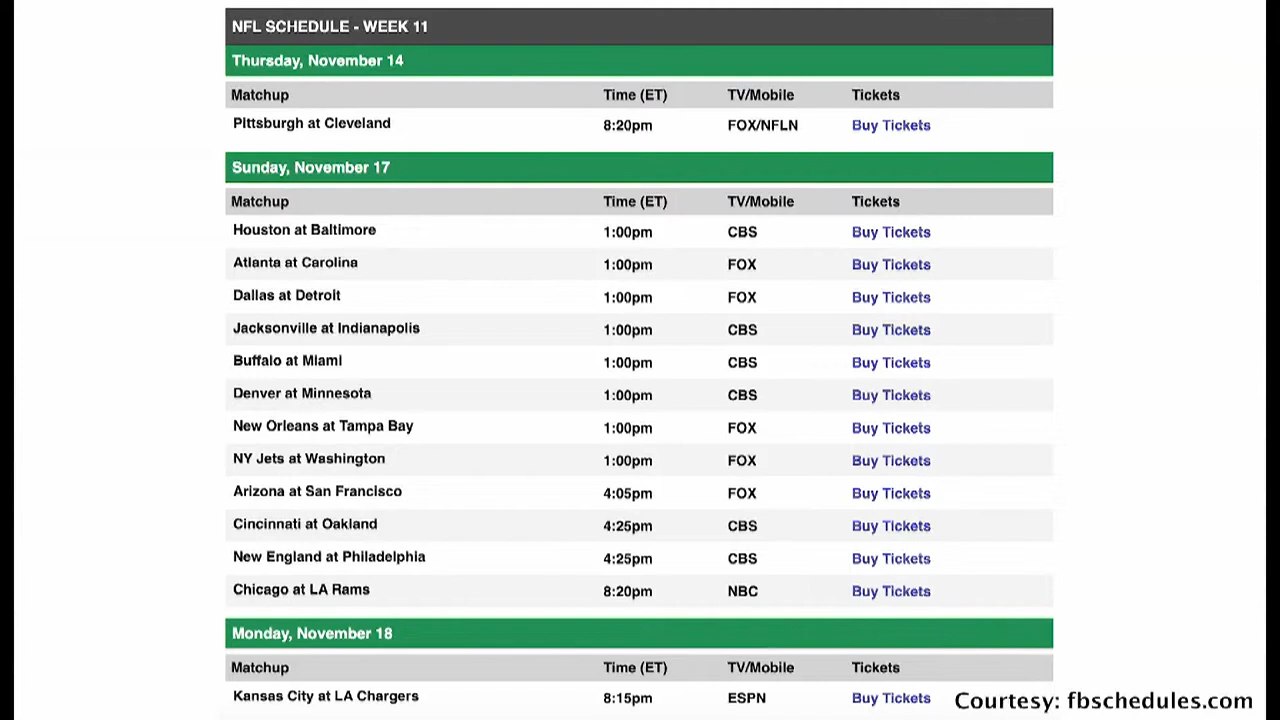 NFL SCHEDULE - WEEK 11
Thursday, November 14
Matchup Time (ET) TV/Mobile Tickets
Pittsburgh at Cleveland 8:20pm FOX/NFLN Buy Tickets
Sunday, November 17
Matchup Time (ET) TV/Mobile Tickets
Houston at Baltimore 1:00pm CBS Buy Tickets
Atlanta at Carolina 1:00pm FOX Buy Tickets
Dallas at Detroit 1:00pm FOX Buy Tickets
Jacksonville at Indianapolis 1:00pm CBS Buy Tickets
Buffalo at Miami 1:00pm CBS Buy Tickets
Denver at Minnesota 1:00pm CBS Buy Tickets
New Orleans at Tampa Bay 1:00pm FOX Buy Tickets
NY Jets at Washington 1:00pm FOX Buy Tickets
Arizona at San Francisco 4:05pm FOX Buy Tickets
Cincinnati at Oakland 4:25pm CBS Buy Tickets
New England at Philadelphia 4:25pm CBS Buy Tickets
Chicago at LA Rams 8:20pm NBC Buy Tickets
Monday, November 18
Matchup Time (ET) TV/Mobile Tickets
Kansas City at LA Chargers 8:15pm ESPN Buy Tickets
Courtesy: fbschedules.com